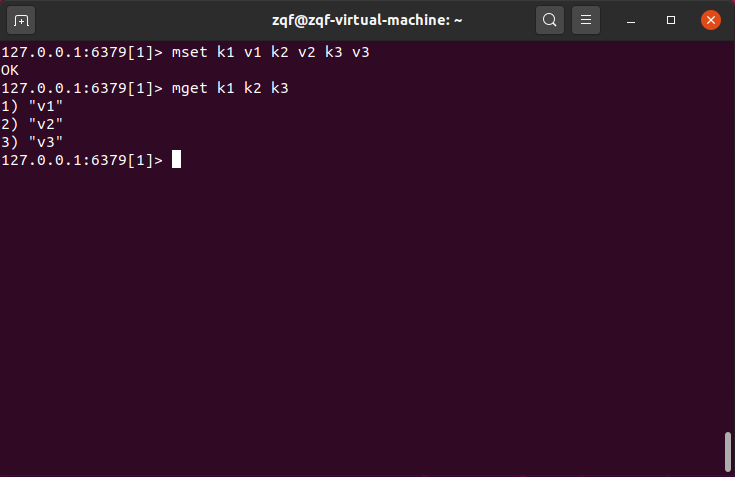 zqf@zqf-virtual-machine: ~
127.0.0.1:6379[1]> mset k1 v1 k2 v2 k3 v3
OK
127.0.0.1:6379[1]> mget k1 k2 k3
1) "v1"
2) "v2"
3) "v3"
127.0.0.1:6379[1]>